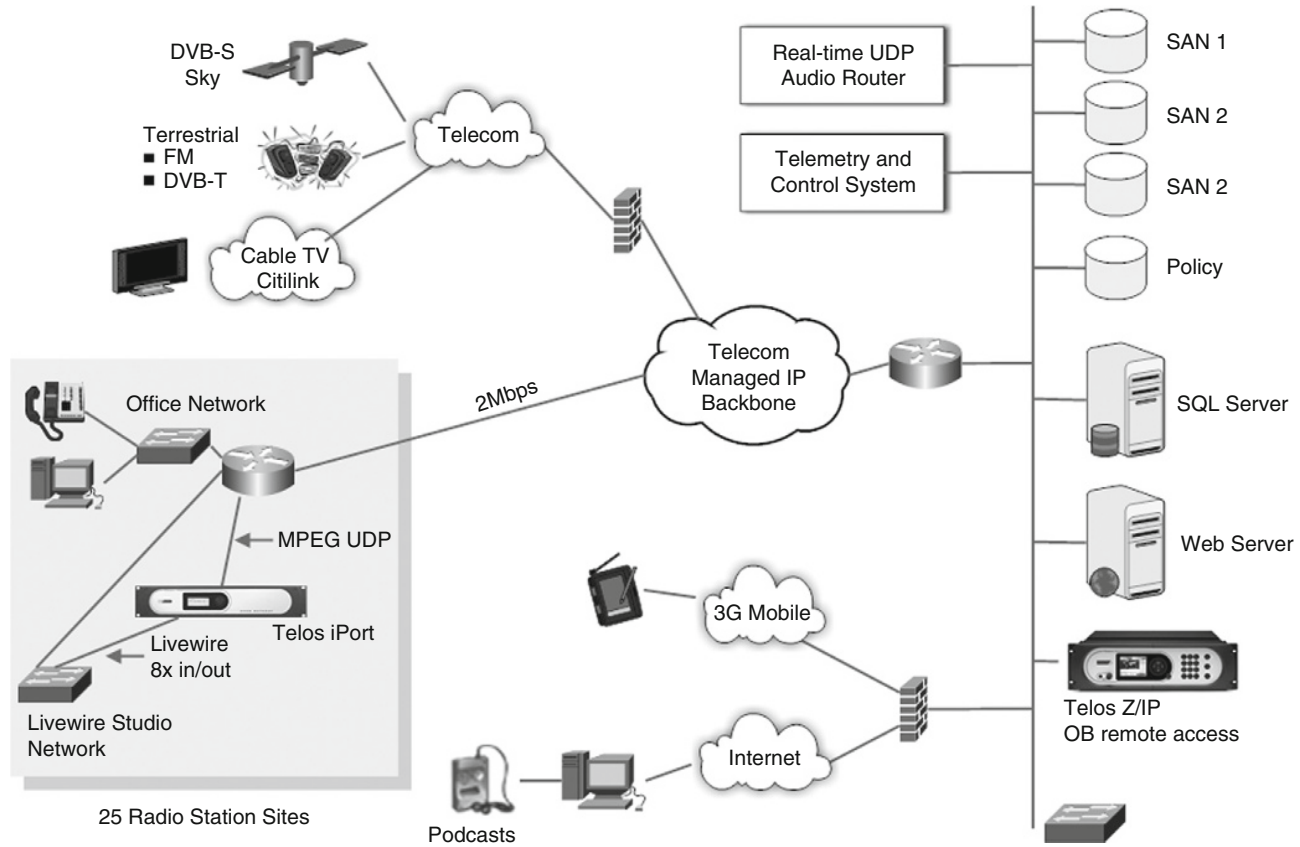 DVB-S
Sky
Terrestrial
■ FM
■ DVB-T
Telecom
Cable TV
Citilink
Real-time UDP
Audio Router
Telemetry and
Control System
SAN 1
SAN 2
SAN 2
Policy
Telecom
Managed IP
Backbone
2Mbps
SQL Server
Web Server
Office Network
MPEG UDP
Telos iPort
Livewire
8x in/out
Livewire Studio
Network
25 Radio Station Sites
3G Mobile
Internet
Podcasts
Telos Z/IP
OB remote access